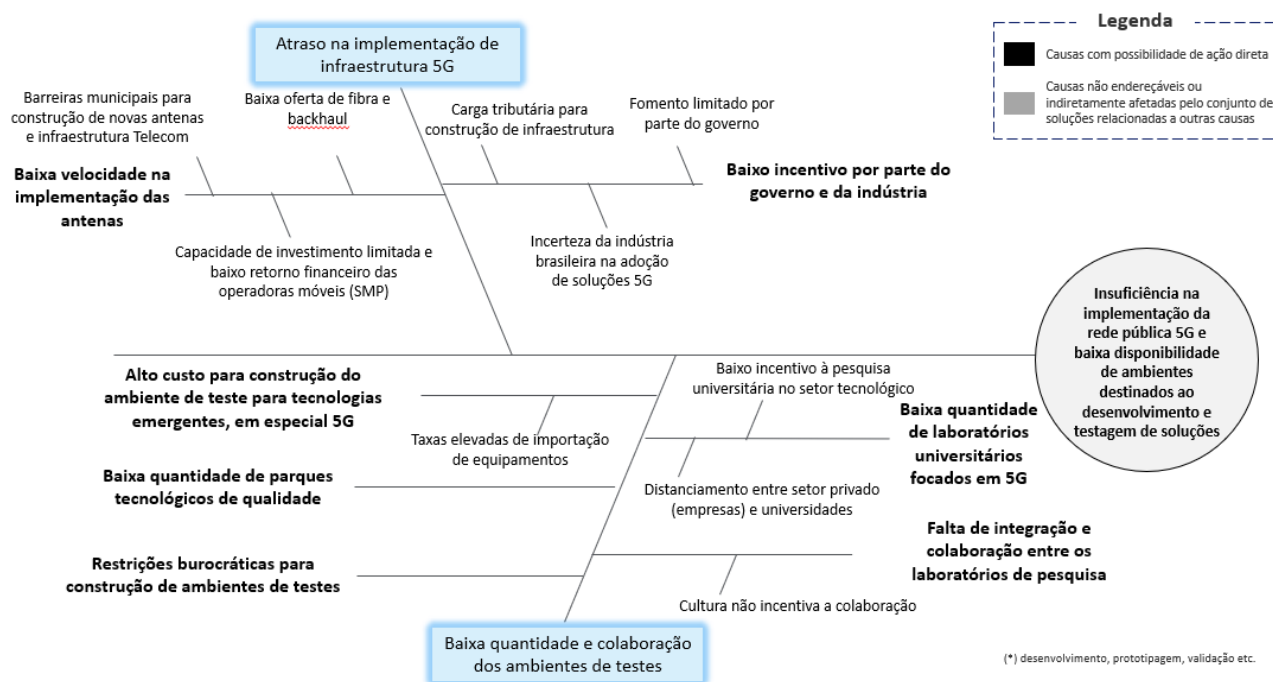 Legenda
Causas com possibilidade de ação direta
Causas não endereçáveis ou
indiretamente afetadas pelo conjunto de
soluções relacionadas a outras causas
Atraso na implementação de
infraestrutura 5G
Barreiras municipais para
construção de novas antenas
e infraestrutura Telecom
Baixa oferta de fibra e
backhaul
Carga tributária para
construção de infraestrutura
Fomento limitado por
parte do governo
Baixa velocidade na
implementação das
antenas
Baixo incentivo por parte do
governo e da indústria
Capacidade de investimento limitada e
baixo retorno financeiro das
operadoras móveis (SMP)
Incerteza da indústria
brasileira na adoção
de soluções 5G
Insuficiência na
implementação da
rede pública 5G e
baixa disponibilidade
de ambientes
destinados ao
desenvolvimento e
testagem de soluções
Alto custo para construção do
ambiente de teste para tecnologias
emergentes, em especial 5G
Baixo incentivo à pesquisa
universitária no setor tecnológico
Taxas elevadas de importação
de equipamentos
Baixa quantidade
de laboratórios
universitários
focados em 5G
Baixa quantidade de parques
tecnológicos de qualidade
Distanciamento entre setor privado
(empresas) e universidades
Restrições burocráticas para
construção de ambientes de testes
Falta de integração e
colaboração entre os
laboratórios de pesquisa
Cultura não incentiva a colaboração
Baixa quantidade e colaboração
dos ambientes de testes
(*) desenvolvimento, prototipagem, validação etc.